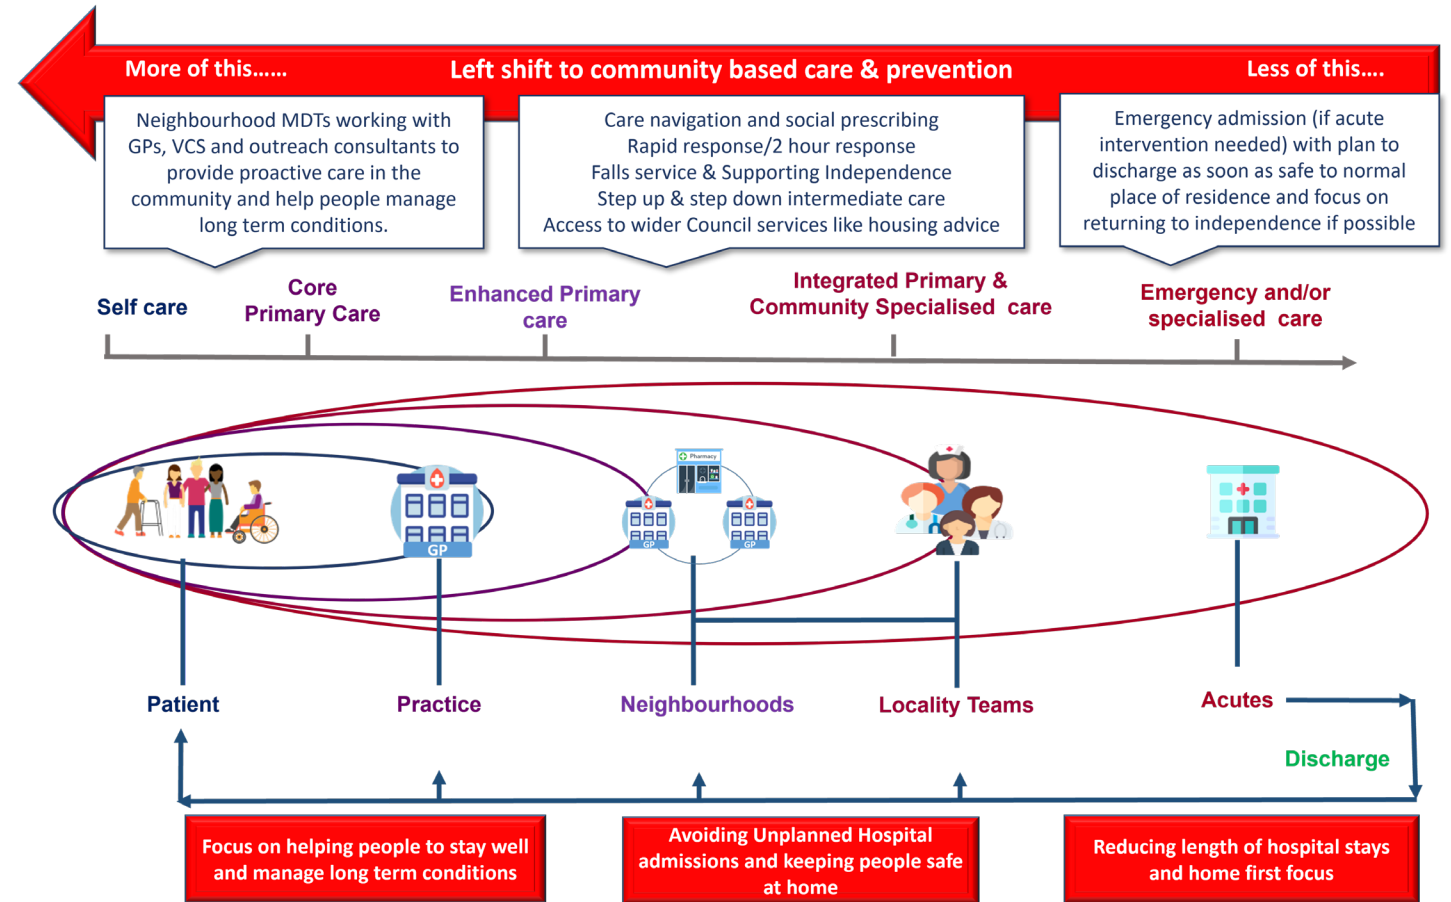 More of this……
Left shift to community based care & prevention
Less of this….
Neighbourhood MDTs working with
GPs, VCS and outreach consultants to
provide proactive care in the
community and help people manage
long term conditions.
Care navigation and social prescribing
Rapid response/2 hour response
Falls service & Supporting Independence
Step up & step down intermediate care
Access to wider Council services like housing advice
Emergency admission (if acute
intervention needed) with plan to
discharge as soon as safe to normal
place of residence and focus on
returning to independence if possible
Self care
Core
Primary Care
Enhanced Primary
care
Integrated Primary &
Community Specialised care
Emergency and/or
specialised care
Pharmacy
GP
GP
GP
Patient
Practice
Neighbourhoods
Locality Teams
Acutes
Discharge
Focus on helping people to stay well
and manage long term conditions
Avoiding Unplanned Hospital
admissions and keeping people safe
at home
Reducing length of hospital stays
and home first focus